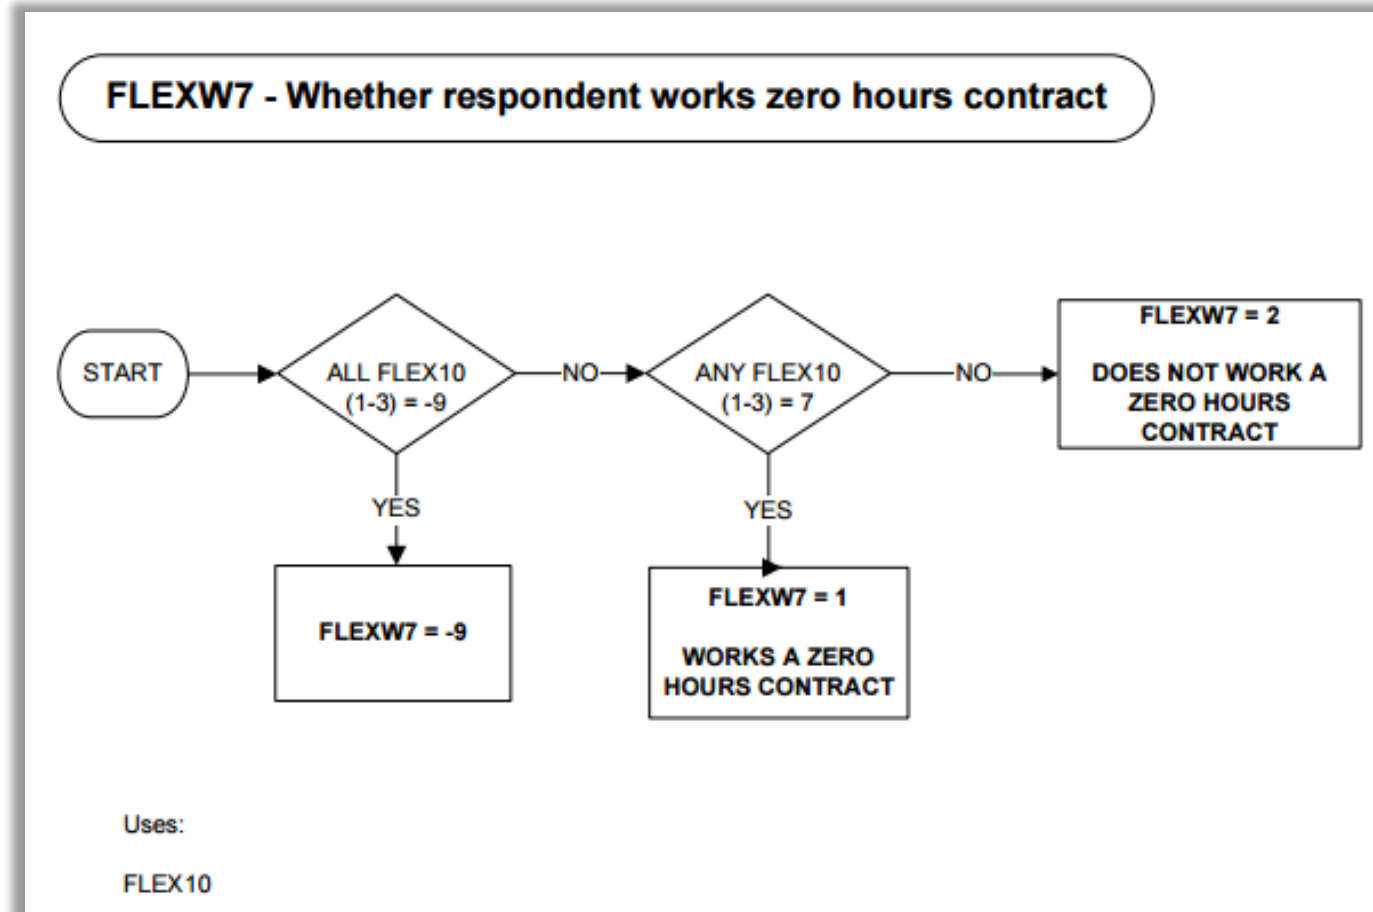 FLEXW7 - Whether respondent works zero hours contract
START
ALL FLEX10
(1-3) = -9
NO
ANY FLEX10
(1-3) = 7
NO
FLEXW7 = 2
DOES NOT WORK A
ZERO HOURS
CONTRACT
YES
YES
FLEXW7 = -9
FLEXW7 = 1
WORKS A ZERO
HOURS CONTRACT
Uses:
FLEX10